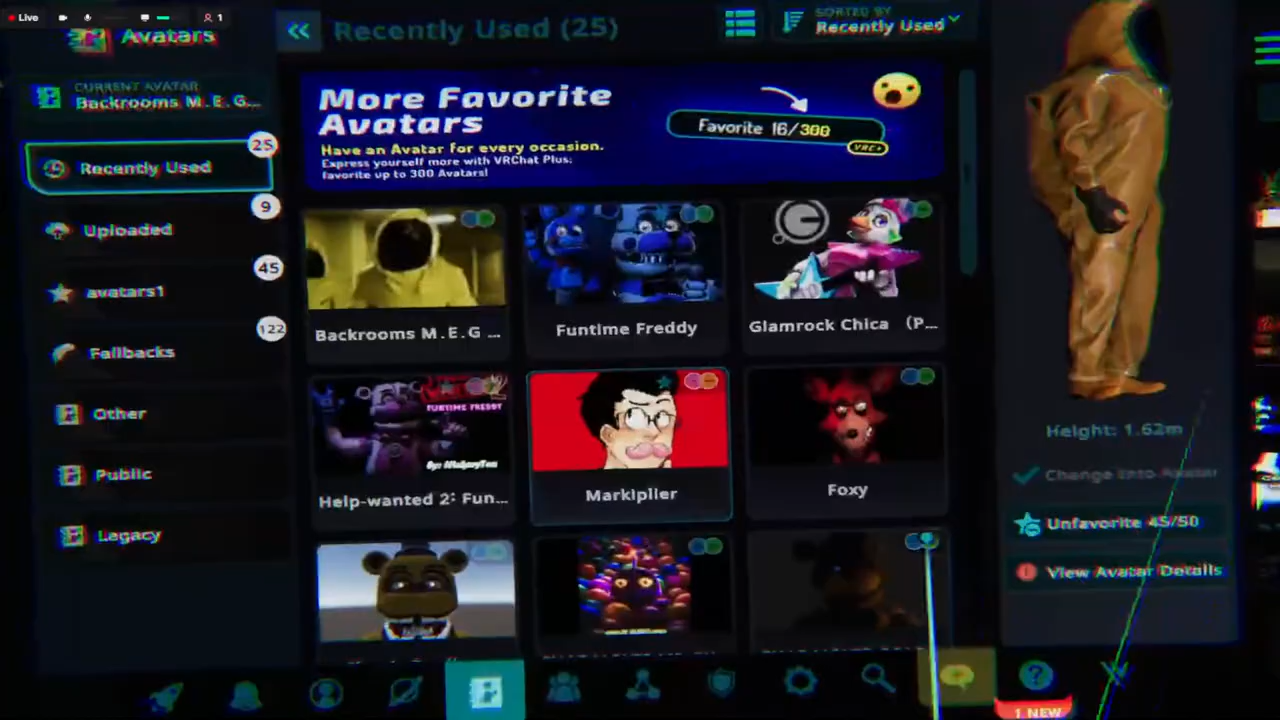 Live
1
Avatars
CURRENT AVATAR
Backrooms M.E.G...
Recently Used
25
Uploaded
9
avatars1
45
Fallbacks
122
Other
Public
Legacy
Recently Used (25)
SORTED BY
Recently Used
More Favorite
Avatars
Have an Avatar for every occasion.
Express yourself more with VRChat Plus:
favorite up to 300 Avatars!
Favorite 16/300
VRC+
Backrooms M.E.G ...
Funtime Freddy
Glamrock Chica (P...
FUNTIME FREDDY
Help-wanted 2: Fun...
Markiplier
Foxy
Height: 1.62m
Change Into Avatar
Unfavorite 45/50
View Avatar Details
1 NEW